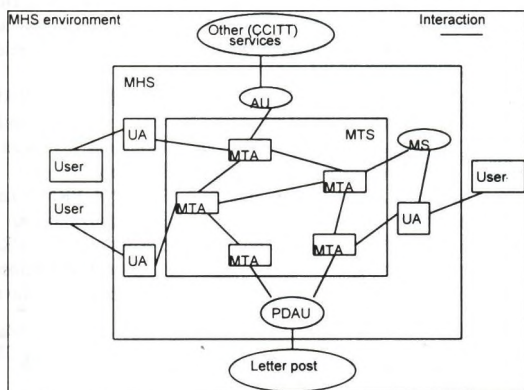 MHS environment
Other (CCITT)
services
Interaction
MHS
AU
MTS
UA
MTA
MS
User
MTA
User
User
MTA
UA
UA
MTA
MTA
PDAU
Letter post